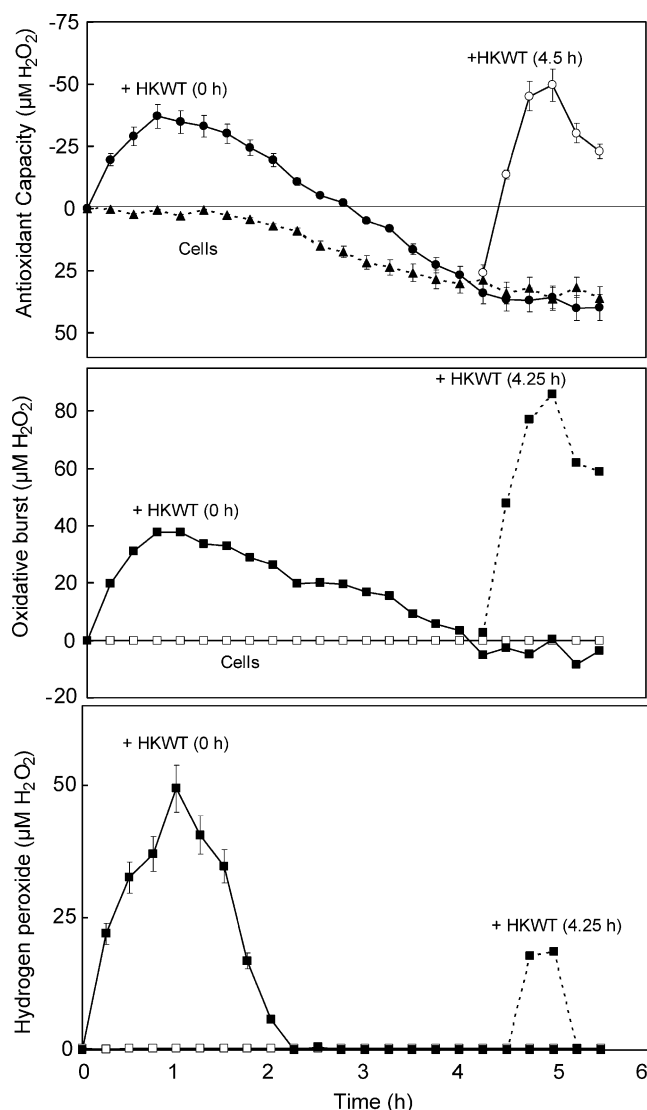 Antioxidant Capacity (µM H₂O₂)
-75
-50
-25
0
25
50
+ HKWT (0 h)
+HKWT (4.5 h)
Cells
Oxidative burst (µM H₂O₂)
80
60
40
20
0
-20
+ HKWT (4.25 h)
+ HKWT (0 h)
Cells
Hydrogen peroxide (µM H₂O₂)
50
25
0
+ HKWT (0 h)
+ HKWT (4.25 h)
0 1 2 3 4 5 6
Time (h)